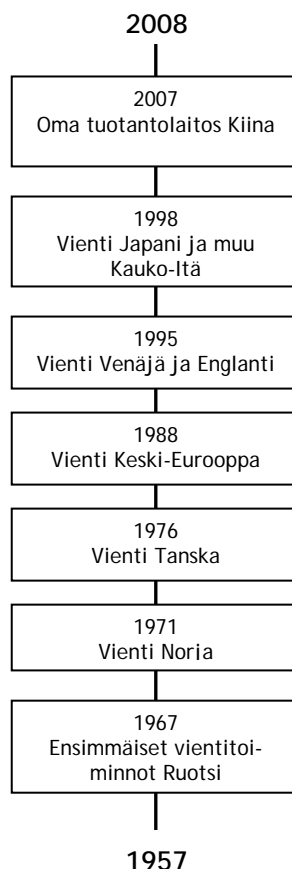 2008
2007
Oma tuotantolaitos Kiina
1998
Vienti Japani ja muu
Kauko-Itä
1995
Vienti Venäjä ja Englanti
1988
Vienti Keski-Eurooppa
1976
Vienti Tanska
1971
Vienti Norja
1967
Ensimmäiset vientitoi-
minnot Ruotsi
1957